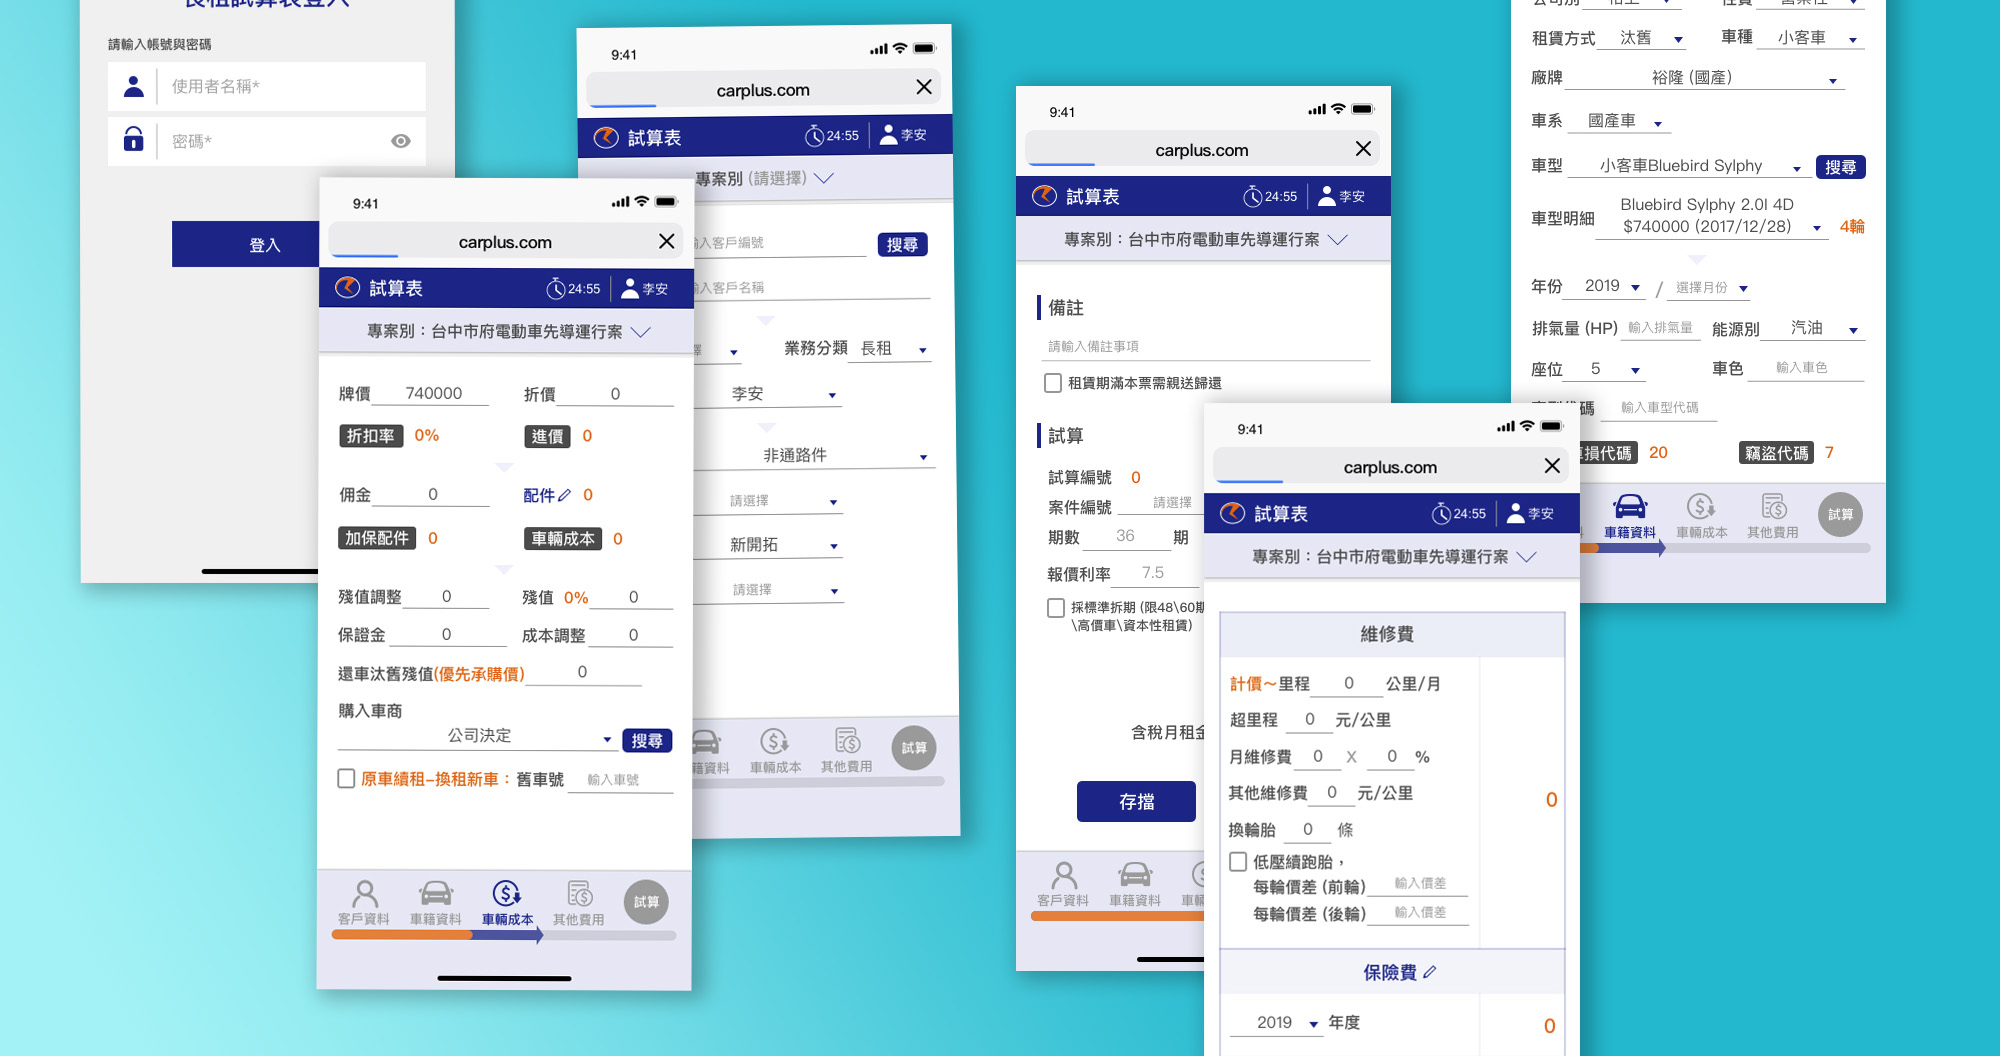 長租試算表登入
請輸入帳號與密碼
使用者名稱*
密碼*
登入
9:41
carplus.com
試算表
24:55
李安
專案別：台中市府電動車先導運行案
牌價 740000 折價 0
折扣率 0% 進價 0
佣金 0 配件 0
加保配件 0 車輛成本 0
殘值調整 0 殘值 0% 0
保證金 0 成本調整 0
還車汰舊殘值(優先承購價) 0
購入車商
公司決定 搜尋
原車續租–換租新車： 舊車號 輸入車號
客戶資料 車籍資料 車輛成本 其他費用 試算
9:41
carplus.com
試算表
24:55
李安
專案別 (請選擇)
輸入客戶編號 搜尋
輸入客戶名稱
擇 業務分類 長租
李安
非通路件
請選擇
新開拓
請選擇
籍資料 車輛成本 其他費用 試算
9:41
carplus.com
試算表
24:55
李安
專案別：台中市府電動車先導運行案
備註
請輸入備註事項
租賃期滿本票需親送歸還
試算
試算編號 0
案件編號 請選擇
期數 36 期
報價利率 7.5
採標準折期 (限48\60期
\高價車\資本性租賃)
含稅月租金
存擋
客戶資料 車籍資料 車輛
9:41
carplus.com
試算表
24:55
李安
專案別：台中市府電動車先導運行案
維修費
計價～里程 0 公里/月
超里程 0 元/公里
月維修費 0 X 0 %
其他維修費 0 元/公里
換輪胎 0 條
低壓續跑胎，
每輪價差 (前輪) 輸入價差
每輪價差 (後輪) 輸入價差
0
保險費
2019 年度
0
租賃方式 汰舊 車種 小客車
廠牌 裕隆 (國產)
車系 國產車
車型 小客車Bluebird Sylphy 搜尋
車型明細 Bluebird Sylphy 2.0l 4D
$740000 (2017/12/28) 4輪
年份 2019 / 選擇月份
排氣量 (HP) 輸入排氣量 能源別 汽油
座位 5 車色 輸入車色
代碼 輸入車型代碼
損代碼 20 竊盜代碼 7
車籍資料 車輛成本 其他費用 試算